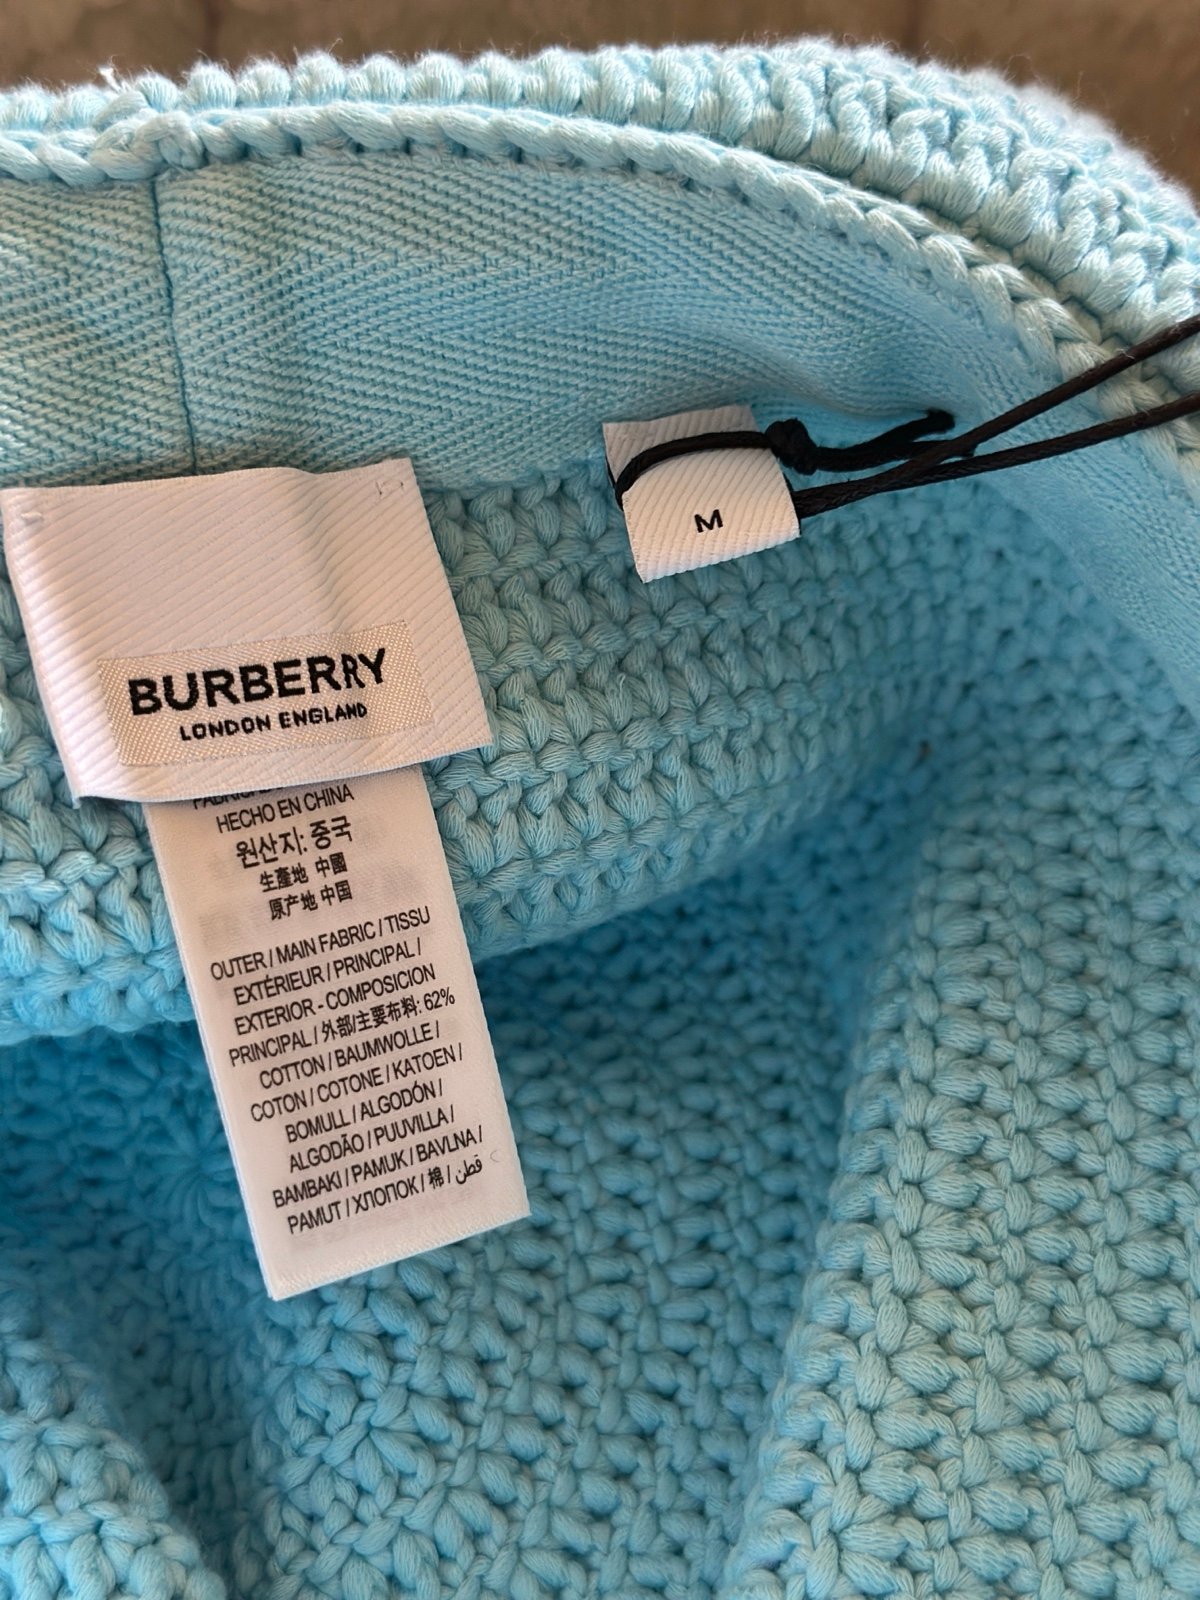 M
BURBERRY
LONDON ENGLAND
HECHO EN CHINA
원산지: 중국
生產地 中國
原产地 中国
OUTER / MAIN FABRIC / TISSU
EXTÉRIEUR / PRINCIPAL /
EXTERIOR - COMPOSICION
PRINCIPAL / 外部/主要布料: 62%
COTTON / BAUMWOLLE /
COTON / COTONE / KATOEN /
BOMULL / ALGODÓN /
ALGODÃO / PUUVILLA /
BAMBAKI / PAMUK / BAVLNA /
PAMUT / ХЛОПОК / 棉 / قطن